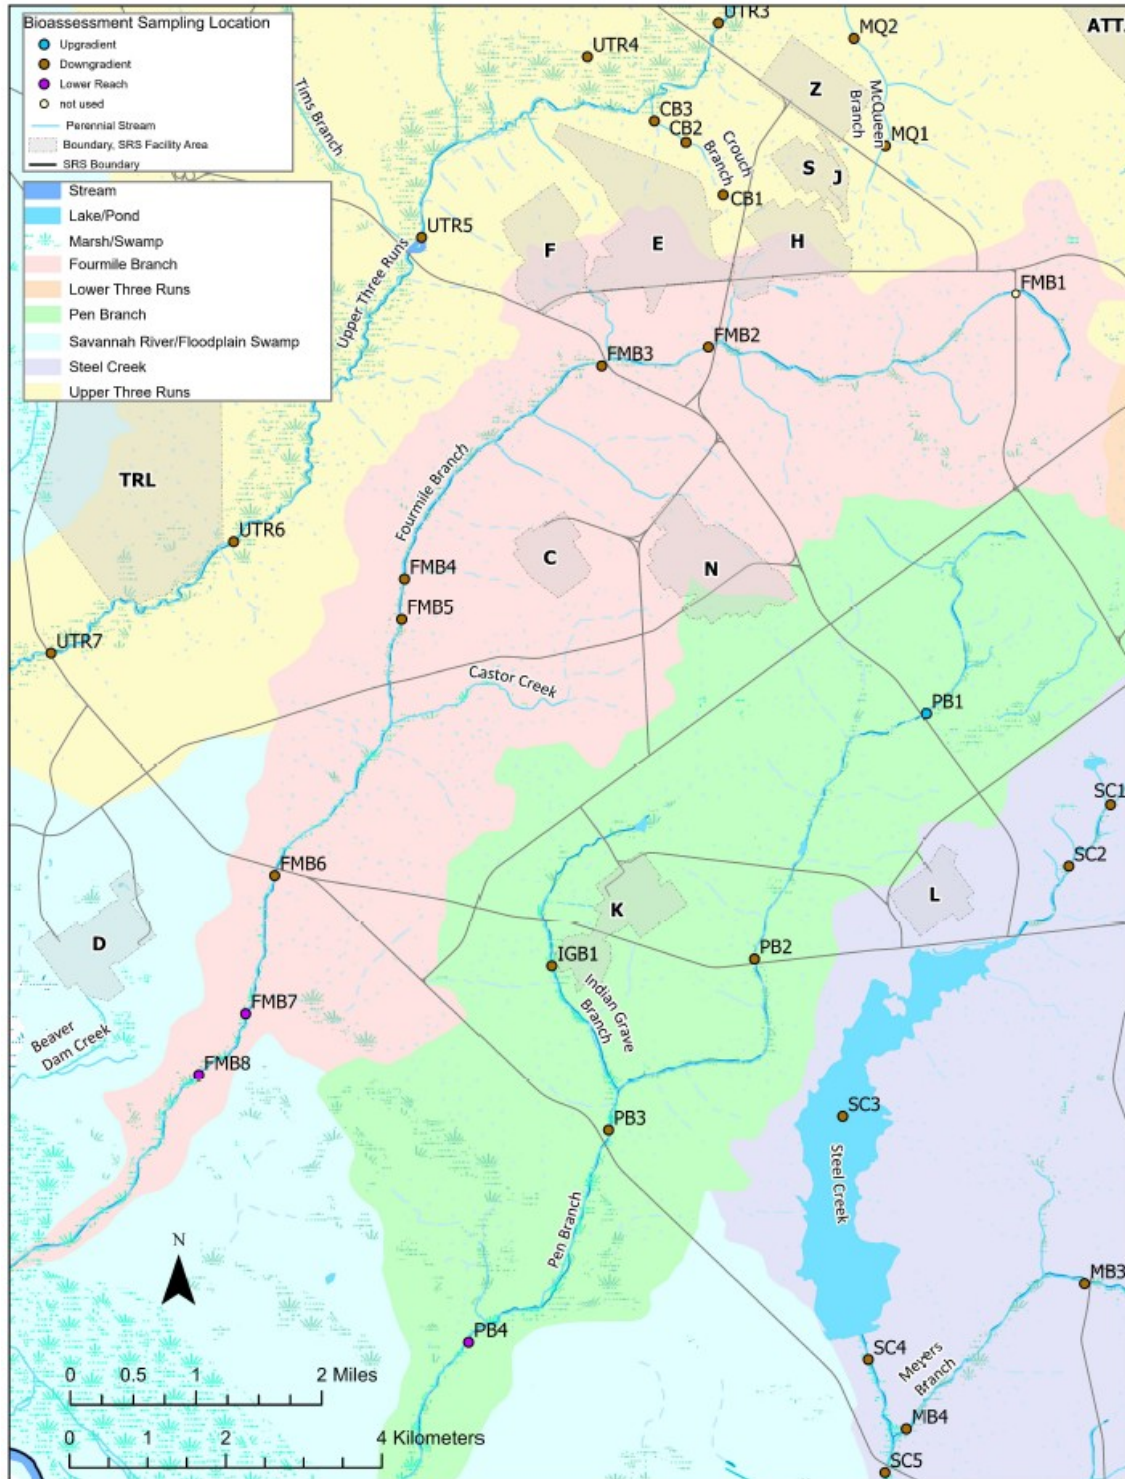 Bioassessment Sampling Location
Upgradient
Downgradient
Lower Reach
not used
Perennial Stream
Boundary, SRS Facility Area
SRS Boundary
Stream
Lake/Pond
Marsh/Swamp
Fourmile Branch
Lower Three Runs
Pen Branch
Savannah River/Floodplain Swamp
Steel Creek
Upper Three Runs
UTR3
MQ2
ATT
UTR4
Z
McQueen
Branch
Tims Branch
CB3
CB2
MQ1
Crouch
Branch
S
J
CB1
UTR5
F
E
H
Upper Three Runs
FMB1
FMB2
FMB3
Fourmile Branch
TRL
UTR6
C
N
FMB4
FMB5
UTR7
Castor Creek
PB1
SC1
SC2
FMB6
K
L
D
IGB1
PB2
Indian Grave
Branch
FMB7
Beaver
Dam Creek
FMB8
SC3
PB3
Steel Creek
Pen Branch
N
MB3
PB4
SC4
Meyers
Branch
0 0.5 1 2 Miles
MB4
0 1 2 4 Kilometers
SC5